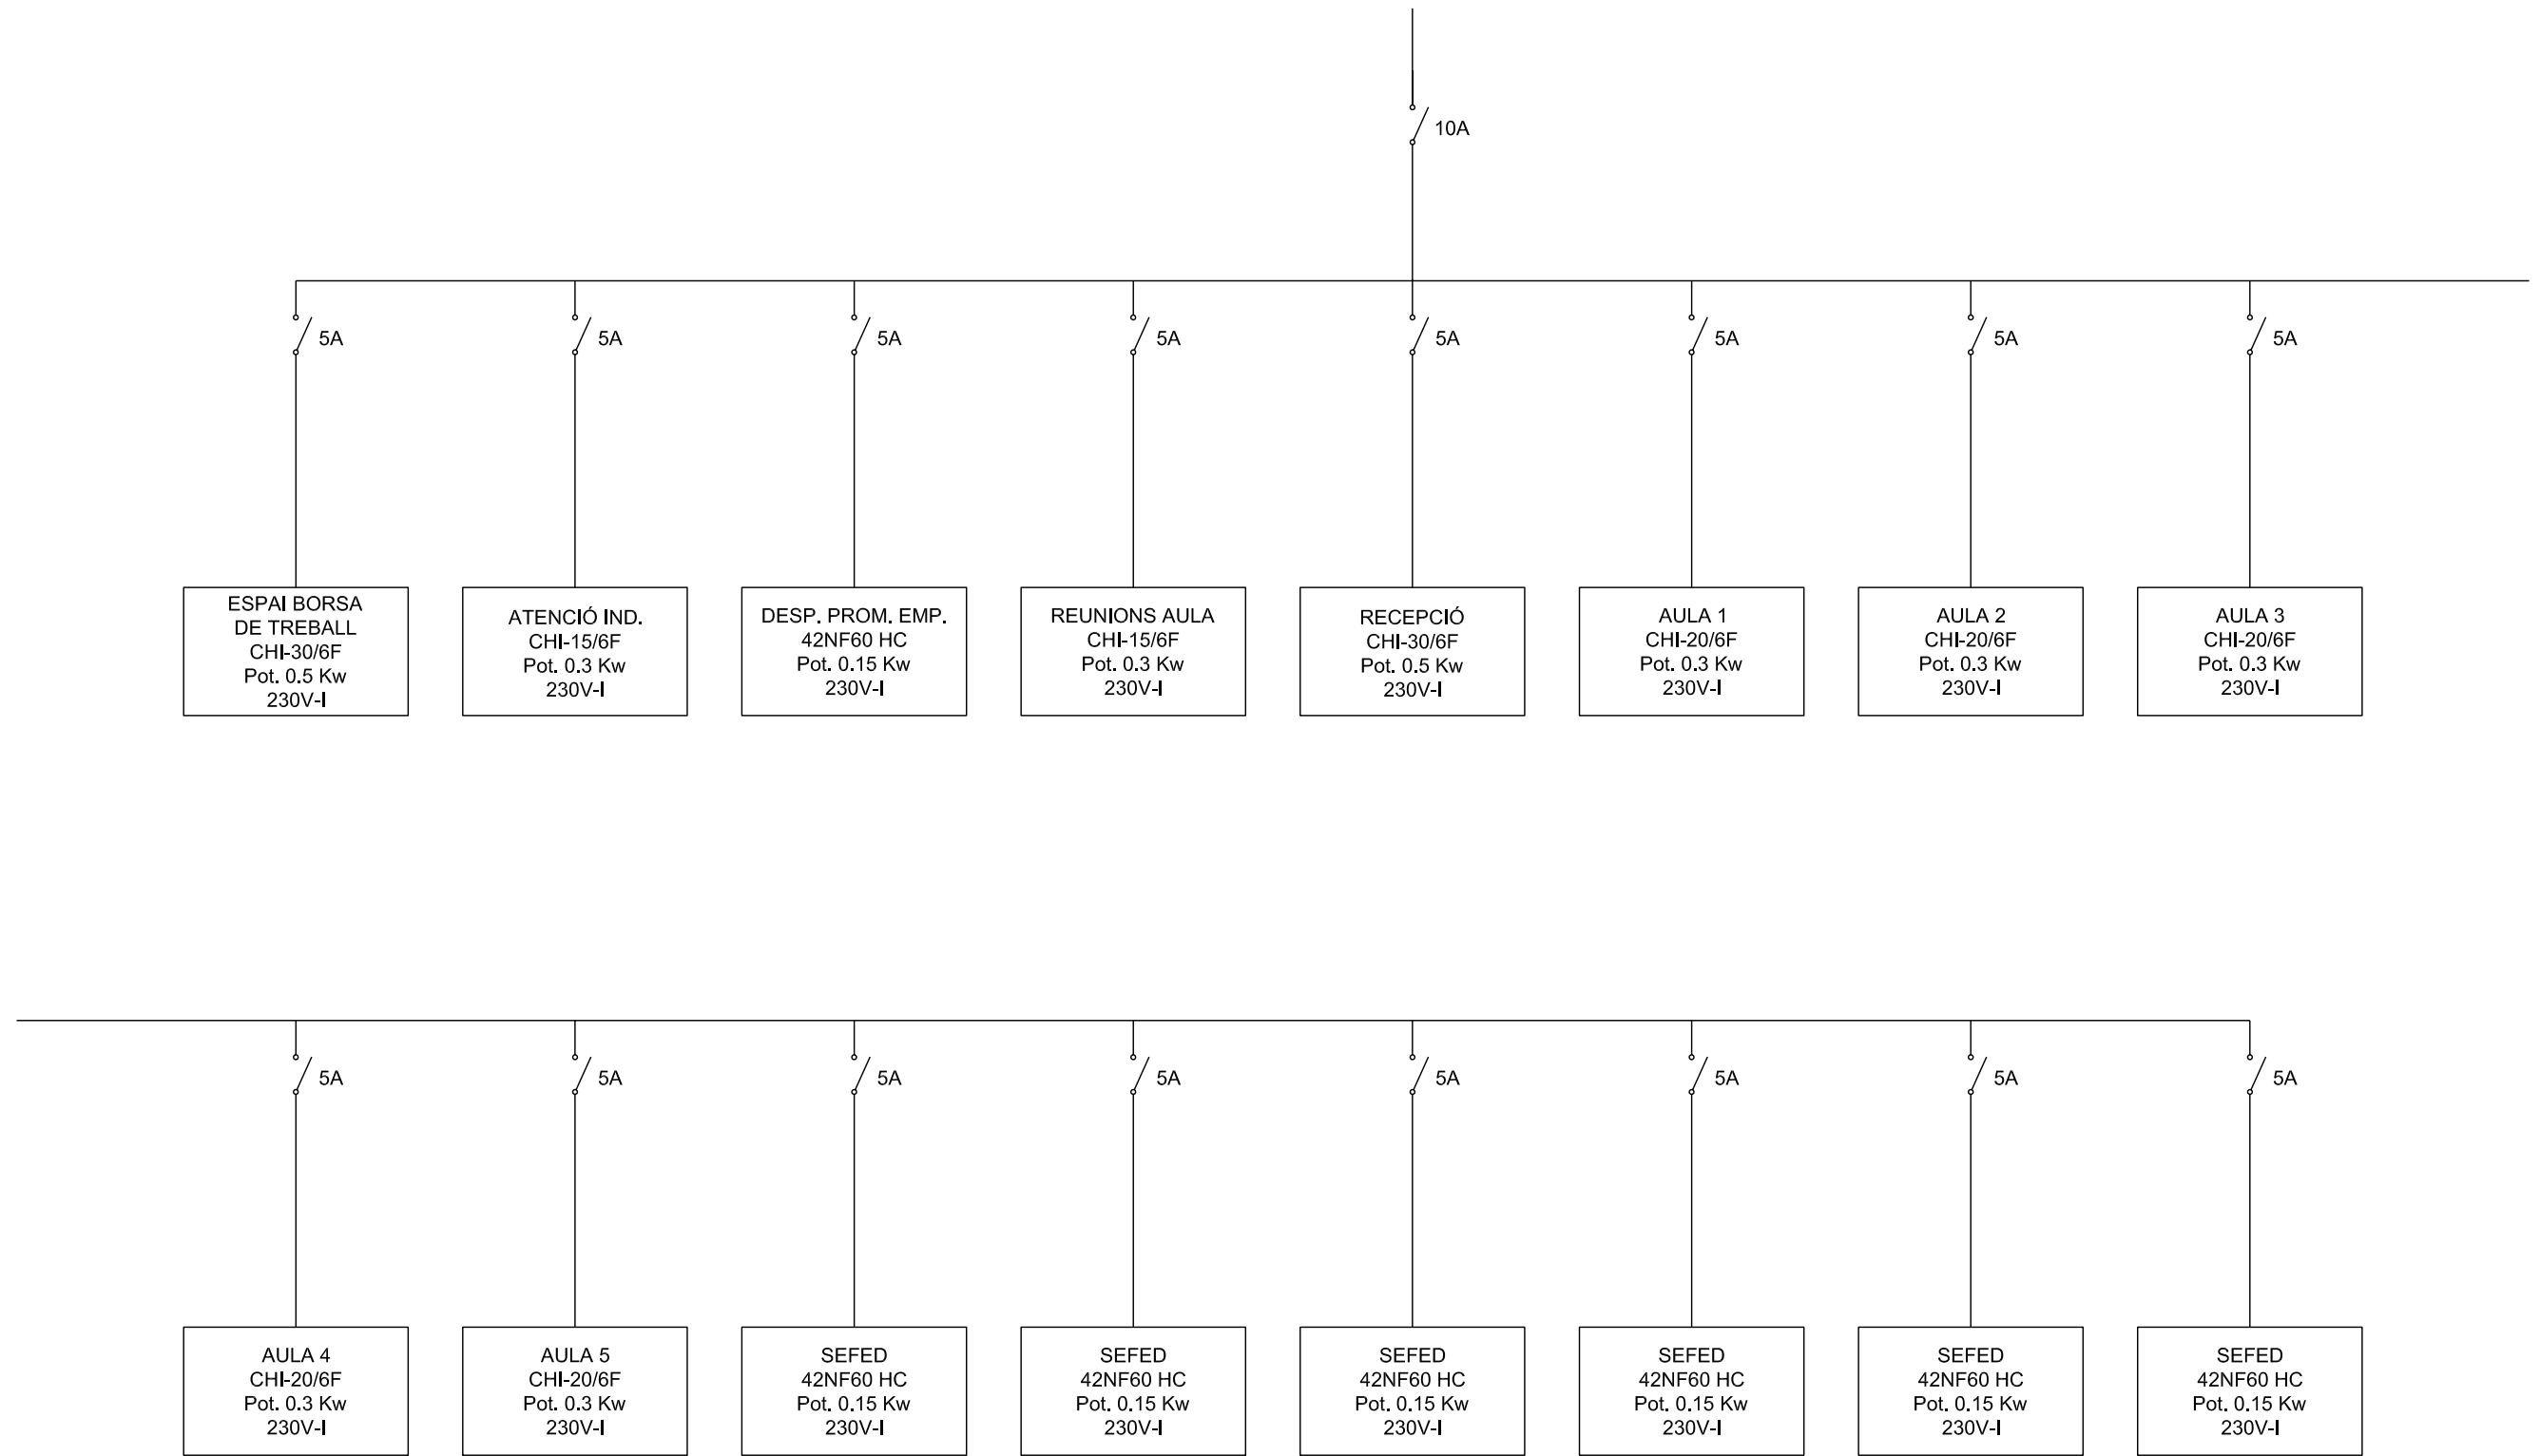 10A
5A
5A
5A
5A
5A
5A
5A
5A
ESPAI BORSA
DE TREBALL
CHI-30/6F
Pot. 0.5 Kw
230V-I
ATENCIÓ IND.
CHI-15/6F
Pot. 0.3 Kw
230V-I
DESP. PROM. EMP.
42NF60 HC
Pot. 0.15 Kw
230V-I
REUNIONS AULA
CHI-15/6F
Pot. 0.3 Kw
230V-I
RECEPCIÓ
CHI-30/6F
Pot. 0.5 Kw
230V-I
AULA 1
CHI-20/6F
Pot. 0.3 Kw
230V-I
AULA 2
CHI-20/6F
Pot. 0.3 Kw
230V-I
AULA 3
CHI-20/6F
Pot. 0.3 Kw
230V-I
5A
5A
5A
5A
5A
5A
5A
5A
AULA 4
CHI-20/6F
Pot. 0.3 Kw
230V-I
AULA 5
CHI-20/6F
Pot. 0.3 Kw
230V-I
SEFED
42NF60 HC
Pot. 0.15 Kw
230V-I
SEFED
42NF60 HC
Pot. 0.15 Kw
230V-I
SEFED
42NF60 HC
Pot. 0.15 Kw
230V-I
SEFED
42NF60 HC
Pot. 0.15 Kw
230V-I
SEFED
42NF60 HC
Pot. 0.15 Kw
230V-I
SEFED
42NF60 HC
Pot. 0.15 Kw
230V-I